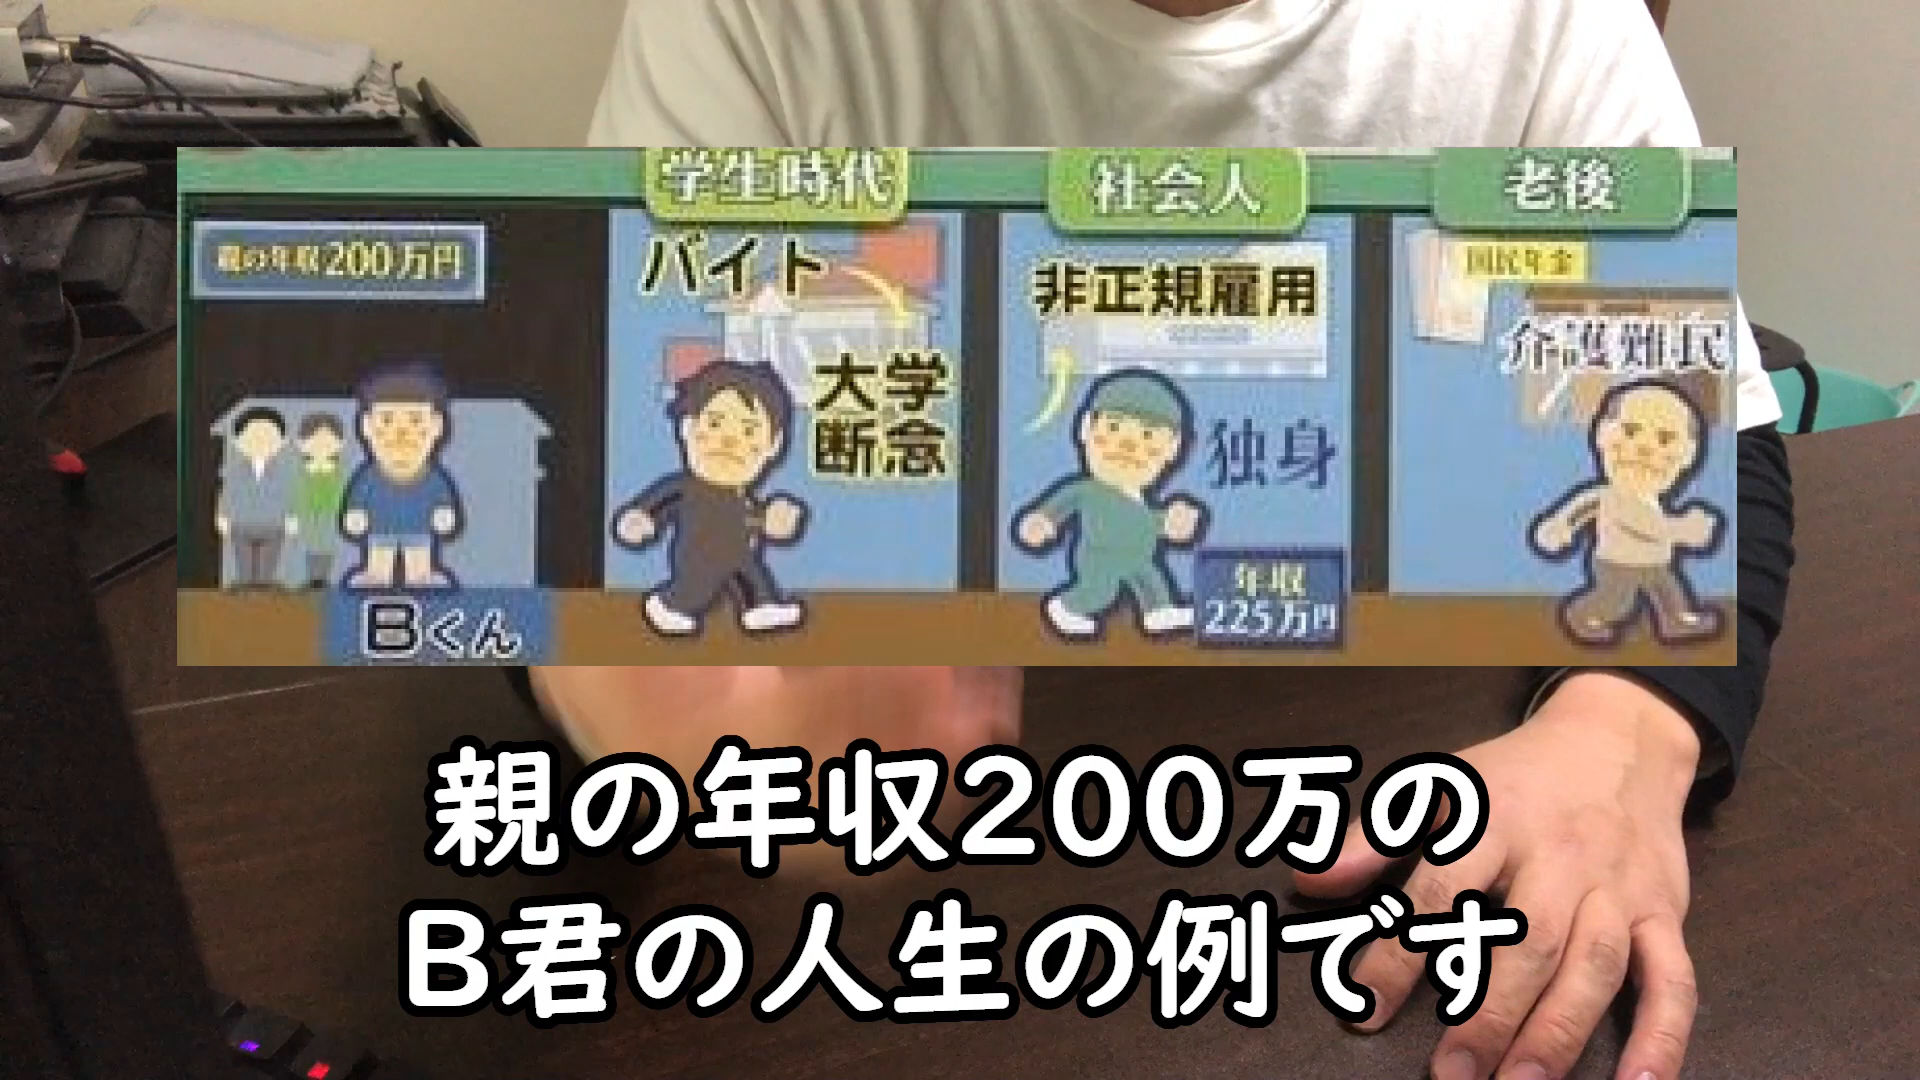 学生時代
社会人
老後
親の年収200万円
バイト
大学
断念
非正規雇用
独身
年収
225万円
国民年金
介護難民
Bくん
親の年収200万の
B君の人生の例です